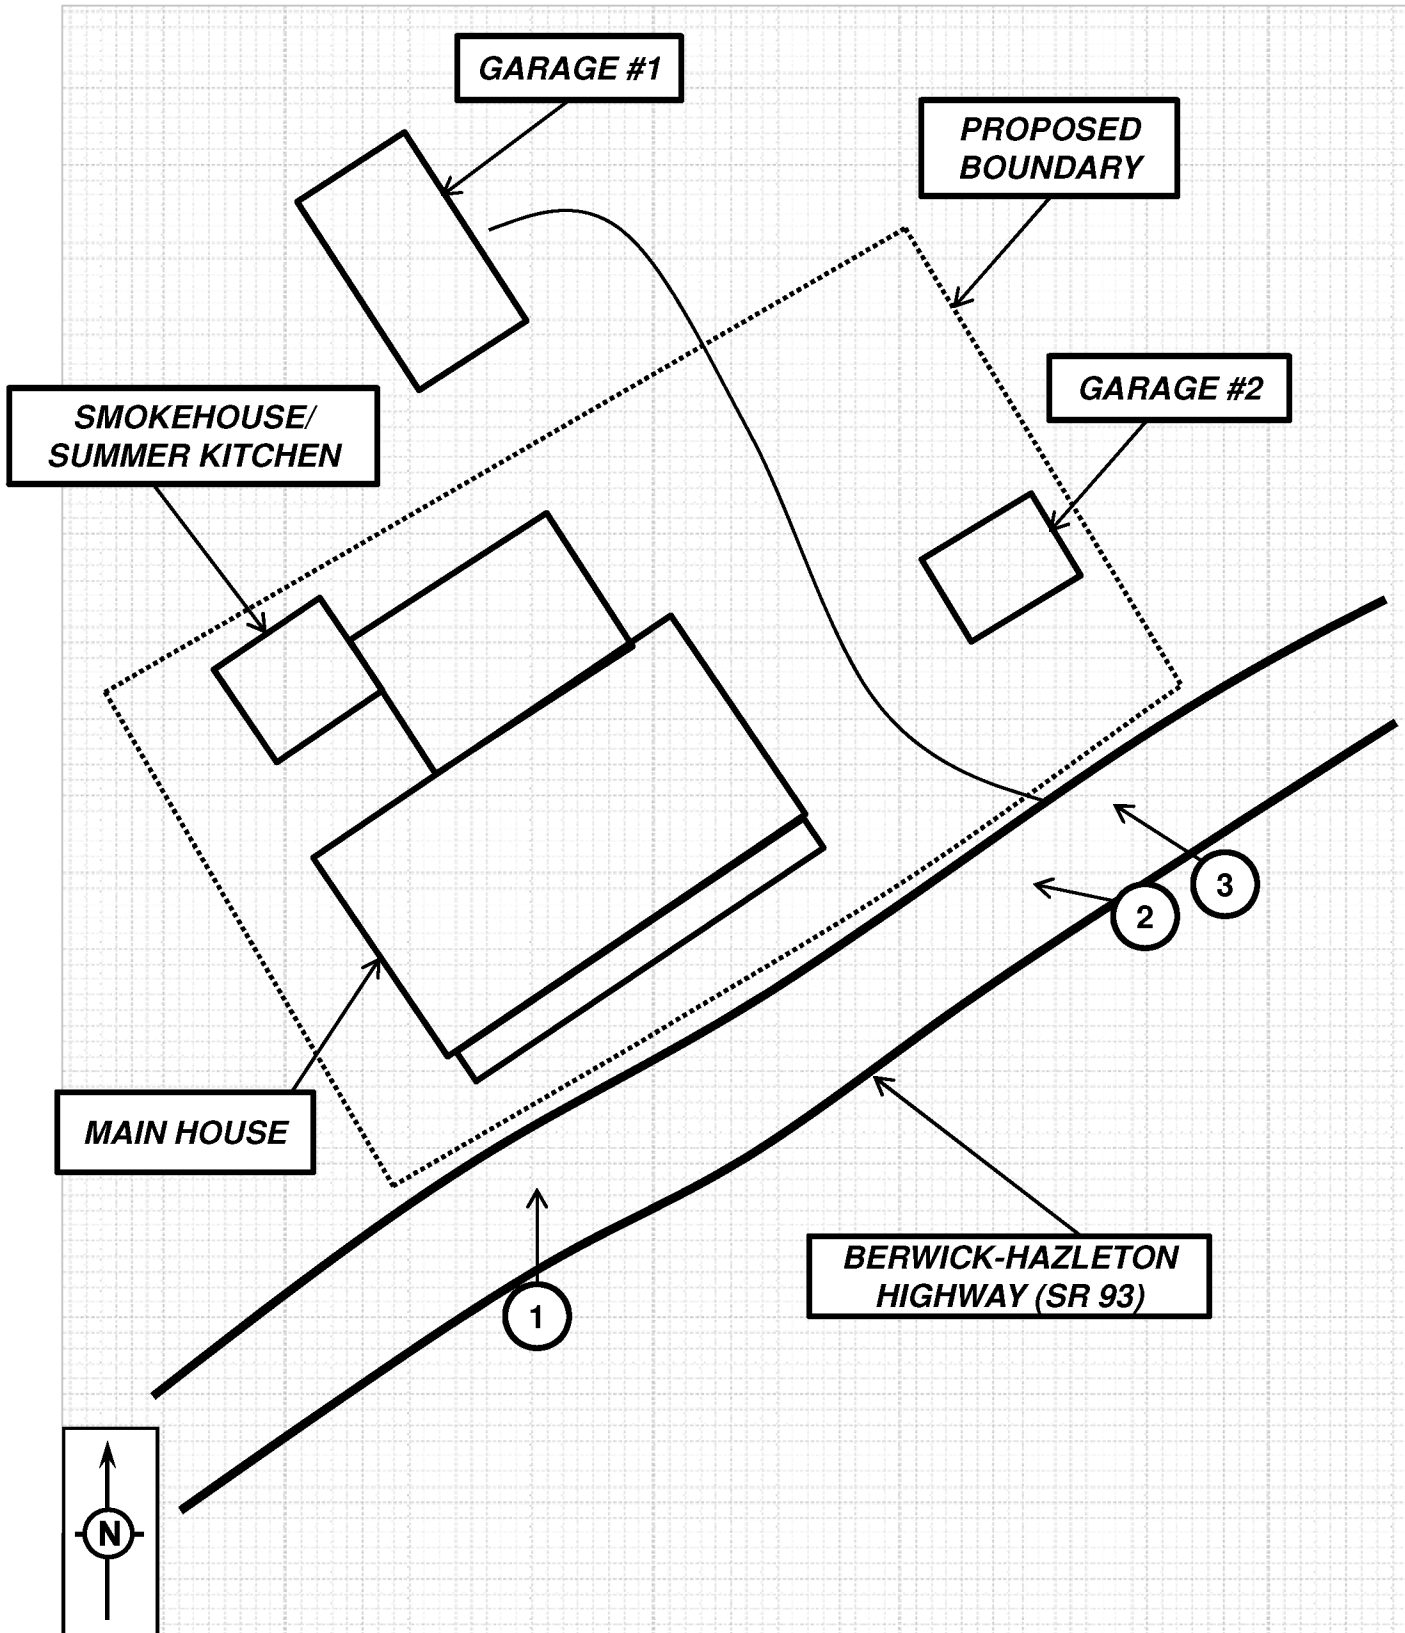 GARAGE #1
PROPOSED
BOUNDARY
GARAGE #2
SMOKEHOUSE/
SUMMER KITCHEN
3
2
MAIN HOUSE
BERWICK-HAZLETON
HIGHWAY (SR 93)
1
N